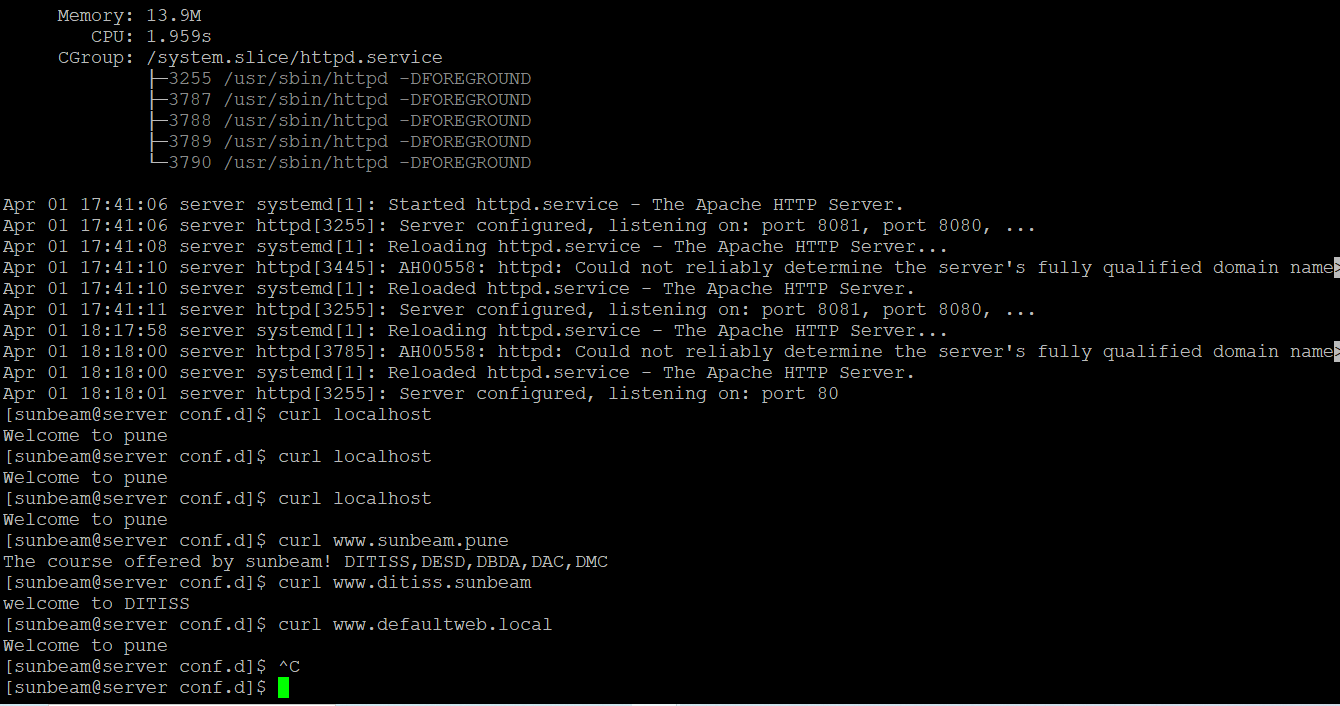 Memory: 13.9M
CPU: 1.959s
CGroup: /system.slice/httpd.service
├─3255 /usr/sbin/httpd -DFOREGROUND
├─3787 /usr/sbin/httpd -DFOREGROUND
├─3788 /usr/sbin/httpd -DFOREGROUND
├─3789 /usr/sbin/httpd -DFOREGROUND
└─3790 /usr/sbin/httpd -DFOREGROUND
Apr 01 17:41:06 server systemd[1]: Started httpd.service - The Apache HTTP Server.
Apr 01 17:41:06 server httpd[3255]: Server configured, listening on: port 8081, port 8080, ...
Apr 01 17:41:08 server systemd[1]: Reloading httpd.service - The Apache HTTP Server...
Apr 01 17:41:10 server httpd[3445]: AH00558: httpd: Could not reliably determine the server's fully qualified domain name>
Apr 01 17:41:10 server systemd[1]: Reloaded httpd.service - The Apache HTTP Server.
Apr 01 17:41:11 server httpd[3255]: Server configured, listening on: port 8081, port 8080, ...
Apr 01 18:17:58 server systemd[1]: Reloading httpd.service - The Apache HTTP Server...
Apr 01 18:18:00 server httpd[3785]: AH00558: httpd: Could not reliably determine the server's fully qualified domain name>
Apr 01 18:18:00 server systemd[1]: Reloaded httpd.service - The Apache HTTP Server.
Apr 01 18:18:01 server httpd[3255]: Server configured, listening on: port 80
[sunbeam@server conf.d]$ curl localhost
Welcome to pune
[sunbeam@server conf.d]$ curl localhost
Welcome to pune
[sunbeam@server conf.d]$ curl localhost
Welcome to pune
[sunbeam@server conf.d]$ curl www.sunbeam.pune
The course offered by sunbeam! DITISS,DESD,DBDA,DAC,DMC
[sunbeam@server conf.d]$ curl www.ditiss.sunbeam
welcome to DITISS
[sunbeam@server conf.d]$ curl www.defaultweb.local
Welcome to pune
[sunbeam@server conf.d]$ ^C
[sunbeam@server conf.d]$